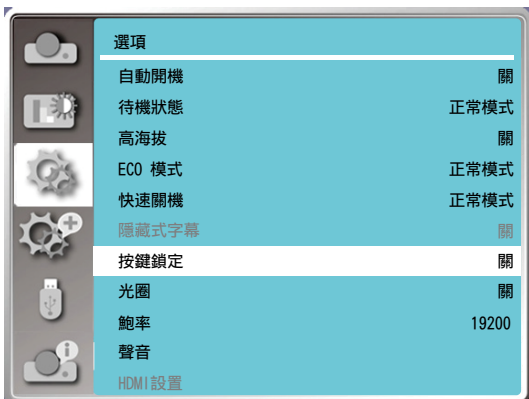 選項
自動開機 關
待機狀態 正常模式
高海拔 關
ECO 模式 正常模式
快速關機 正常模式
隱藏式字幕 關
按鍵鎖定 關
光圈 關
鮑率 19200
聲音
HDMI設置